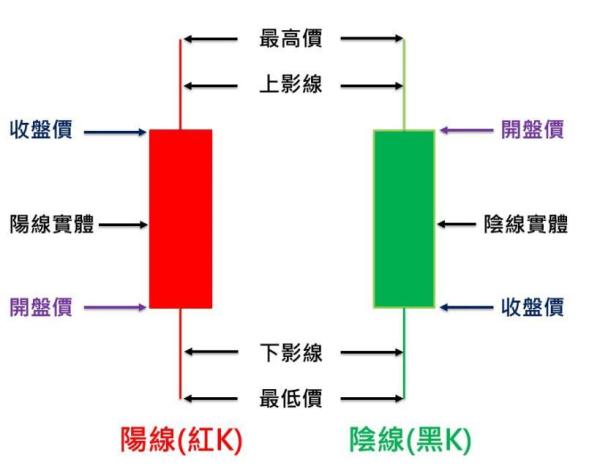 最高價
上影線
收盤價
開盤價
陽線實體
陰線實體
開盤價
收盤價
下影線
最低價
陽線(紅K)
陰線(黑K)